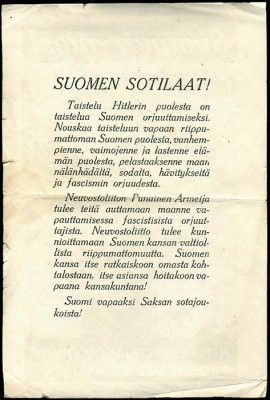 SUOMEN SOTILAAT!
Taistelu Hitlerin puolesta on
taistelua Suomen orjuuttamiseksi.
Nouskaa taisteluun vapaan riippu-
mattoman Suomen puolesta, vanhem-
pienne, vaimojenne ja lastenne elä-
män puolesta, pelastaaksenne maan
nälänhädältä, sodalta, hävitykseltä
ja fascismin orjuudesta.
Neuvostoliiton Punainen Armeija
tulee teitä auttamaan maanne va-
pauttamisessa fascistisista orjuut-
tajista. Neuvostoliitto tulee kun-
nioittamaan Suomen kansan valtiol-
lista riippumattomuutta. Suomen
kansa itse ratkaiskoon omasta koh-
talostaan, itse asiansa hoitakoon va-
paana kansakuntana!
Suomi vapaaksi Saksan sotajou-
koista!